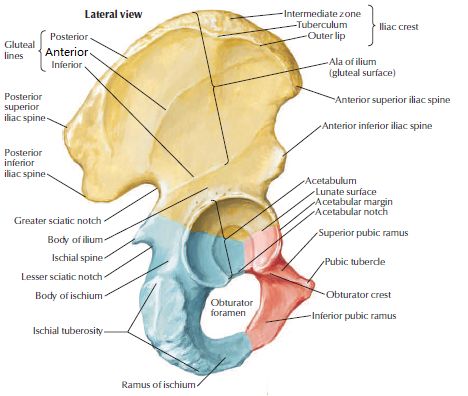 Lateral view
Intermediate zone
Tuberculum
Outer lip
Iliac crest
Gluteal
lines
Posterior
Anterior
Inferior
Ala of ilium
(gluteal surface)
Posterior
superior
iliac spine
Anterior superior iliac spine
Anterior inferior iliac spine
Posterior
inferior
iliac spine
Acetabulum
Lunate surface
Acetabular margin
Acetabular notch
Greater sciatic notch
Body of ilium
Superior pubic ramus
Ischial spine
Pubic tubercle
Lesser sciatic notch
Body of ischium
Obturator
foramen
Obturator crest
Inferior pubic ramus
Ischial tuberosity
Ramus of ischium